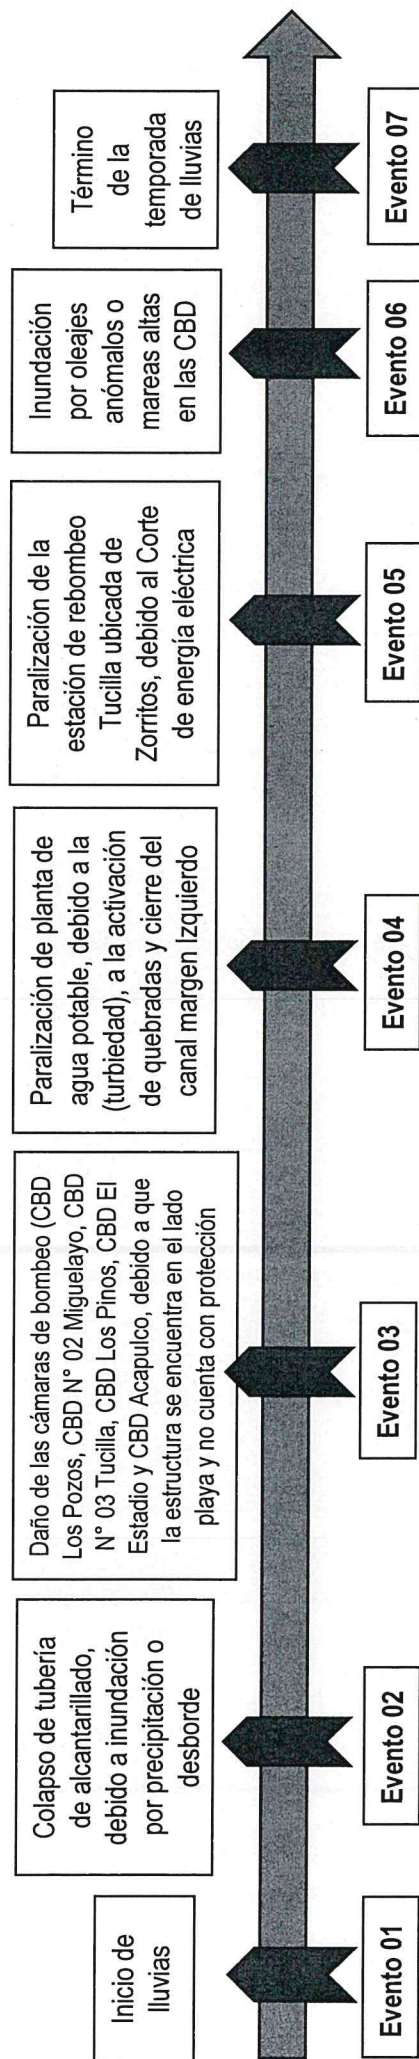 Inicio de
lluvias
Colapso de tubería
de alcantarillado,
debido a inundación
por precipitación o
desborde
Daño de las cámaras de bombeo (CBD
Los Pozos, CBD N° 02 Miguelayo, CBD
N° 03 Tucilla, CBD Los Pinos, CBD El
Estadio y CBD Acapulco, debido a que
la estructura se encuentra en el lado
playa y no cuenta con protección
Paralización de planta de
agua potable, debido a la
(turbiedad), a la activación
de quebradas y cierre del
canal margen Izquierdo
Paralización de la
estación de rebombeo
Tucilla ubicada de
Zorritos, debido al Corte
de energía eléctrica
Inundación
por oleajes
anómalos o
mareas altas
en las CBD
Término
de la
temporada
de lluvias
Evento 01
Evento 02
Evento 03
Evento 04
Evento 05
Evento 06
Evento 07